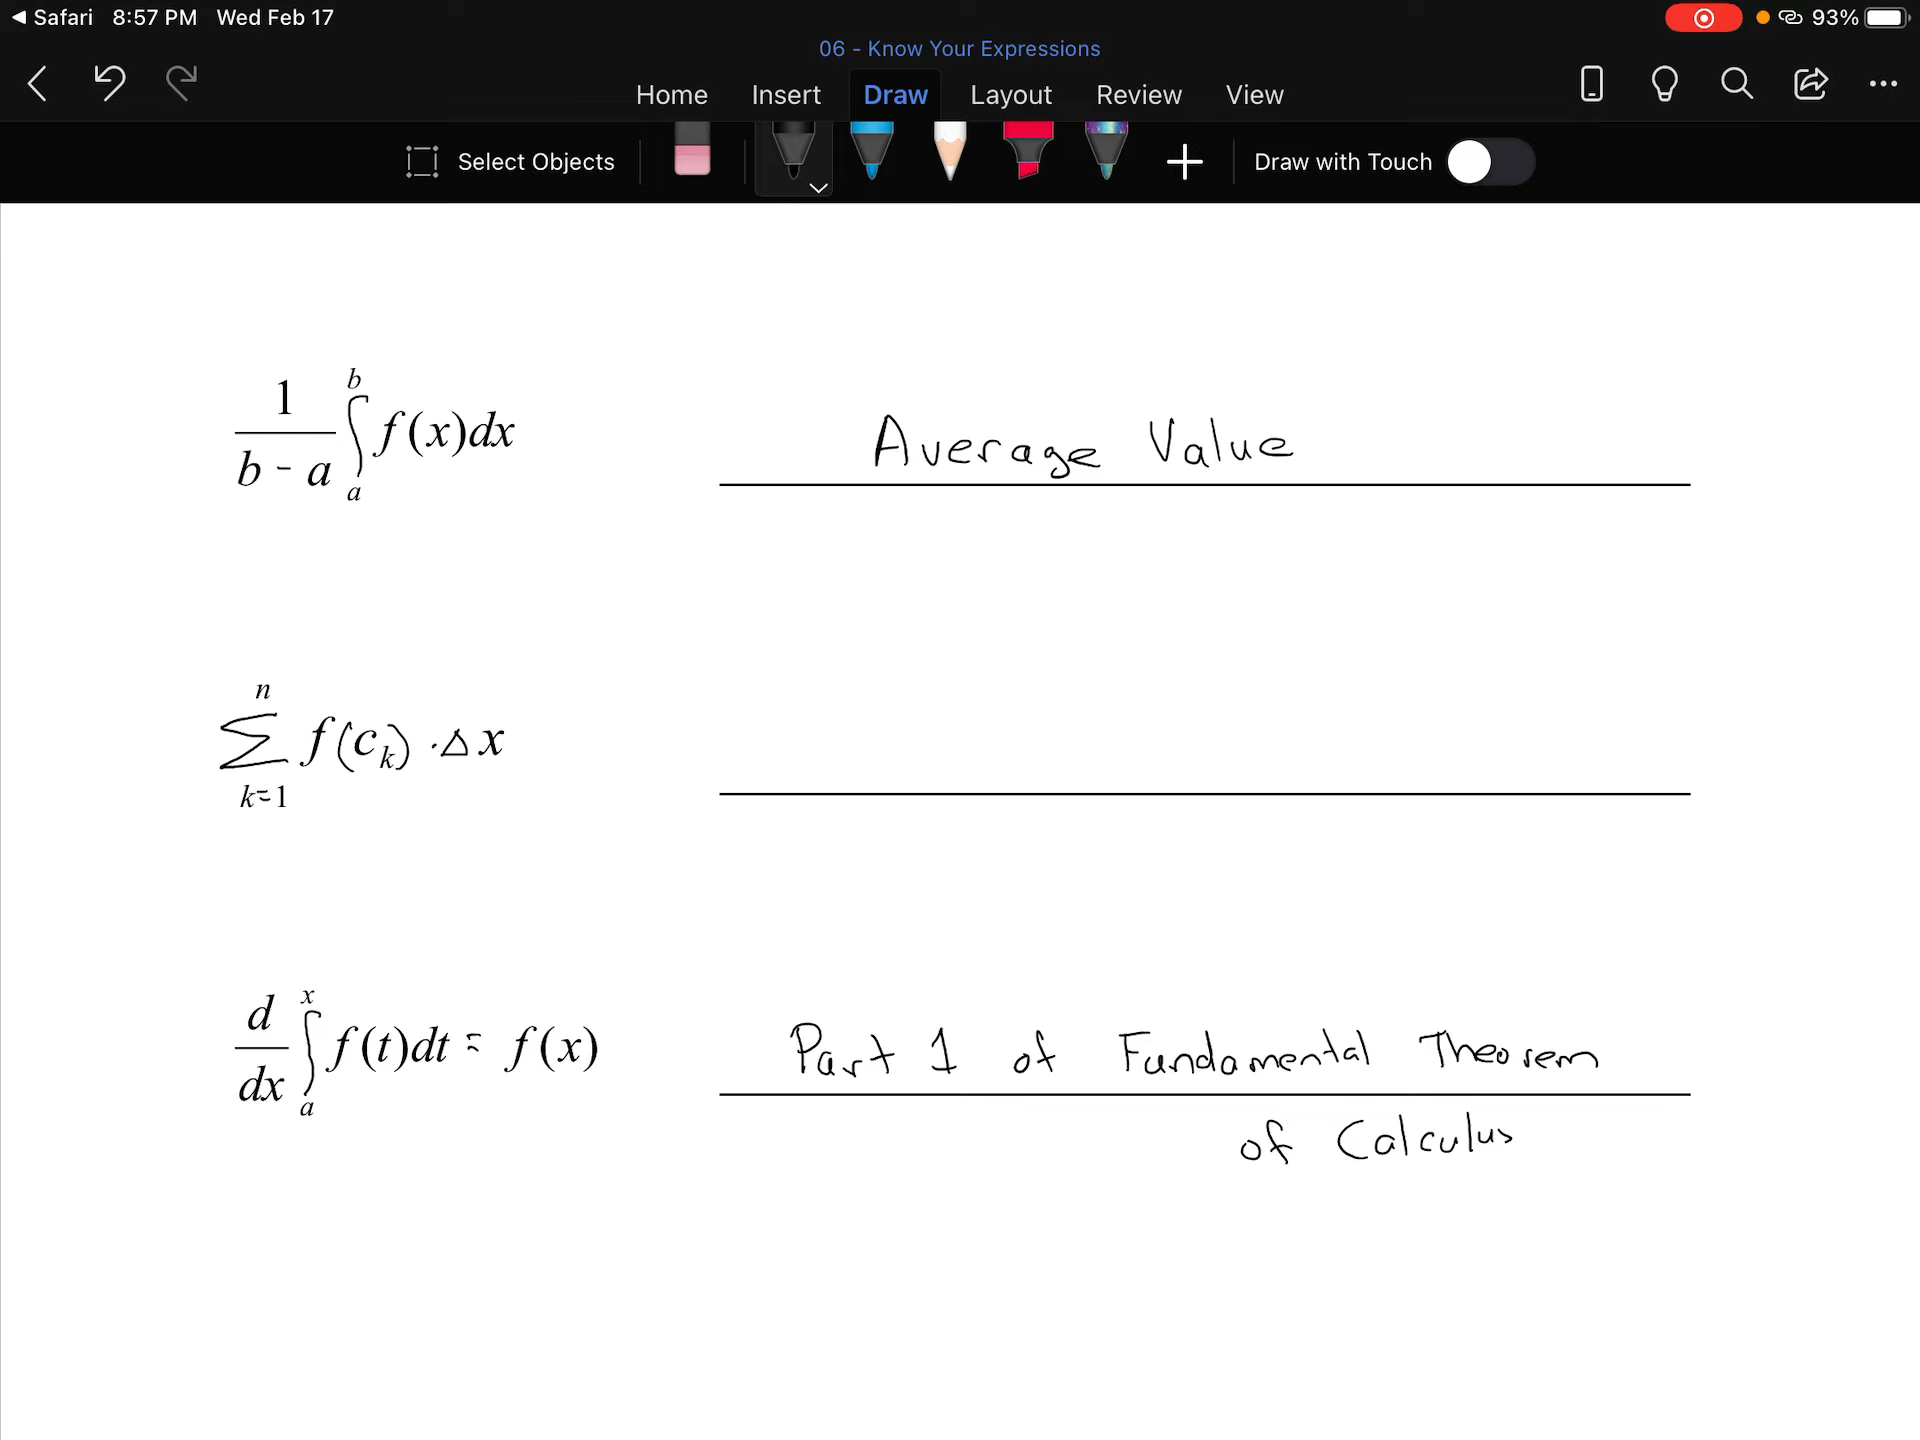 Safari 8:57 PM Wed Feb 17 93%
06 - Know Your Expressions
Home Insert Draw Layout Review View
Select Objects Draw with Touch
1/(b - a) ∫_a^b f(x)dx Average Value
∑_{k=1}^n f(c_k) · Δx
d/dx ∫_a^x f(t)dt = f(x) Part 1 of Fundamental Theorem
of Calculus